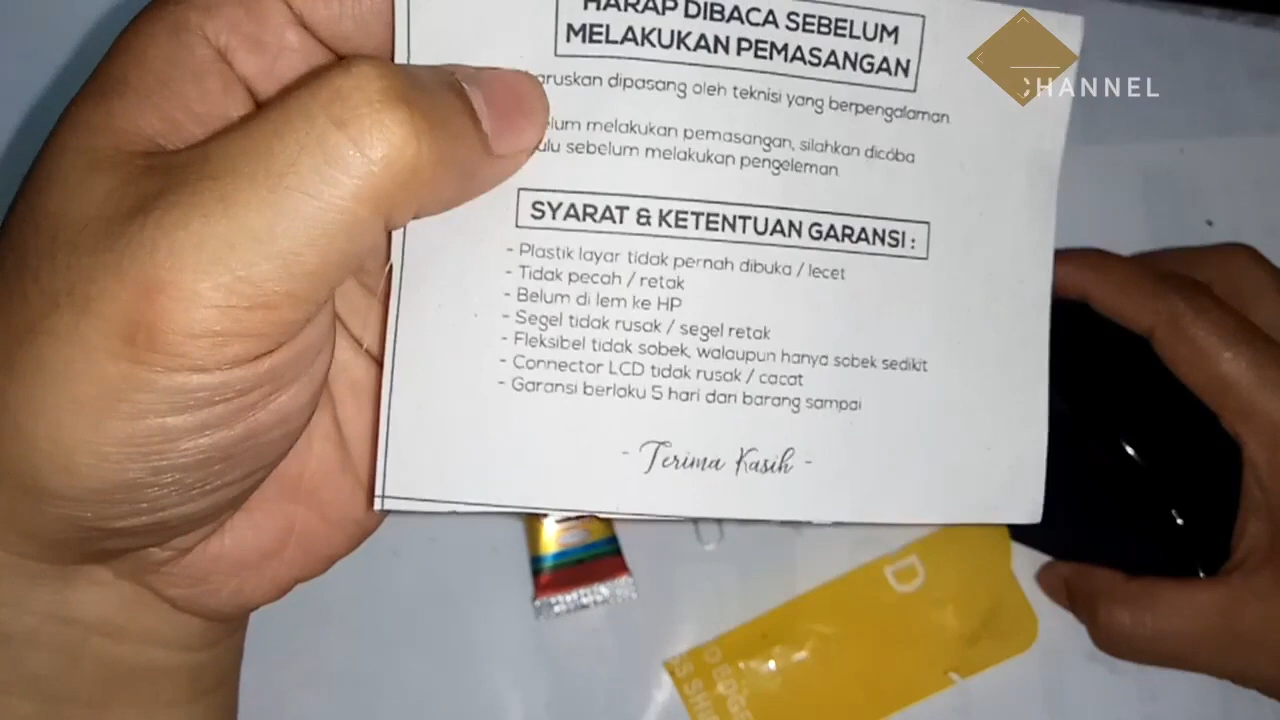 HARAP DIBACA SEBELUM
MELAKUKAN PEMASANGAN
CHANNEL
dipasang oleh teknisi yang berpengalaman
melakukan pemasangan, silahkan dicoba
sebelum melakukan pengeleman
SYARAT & KETENTUAN GARANSI :
- Plastik layar tidak pernah dibuka / lecet
- Tidak pecah / retak
- Belum di lem ke HP
- Segel tidak rusak / segel retak
- Fleksibel tidak sobek, walaupun hanya sobek sedikit
- Connector LCD tidak rusak / cacat
- Garansi berlaku 5 hari dari barang sampai
- Terima Kasih -
D
D EDGE